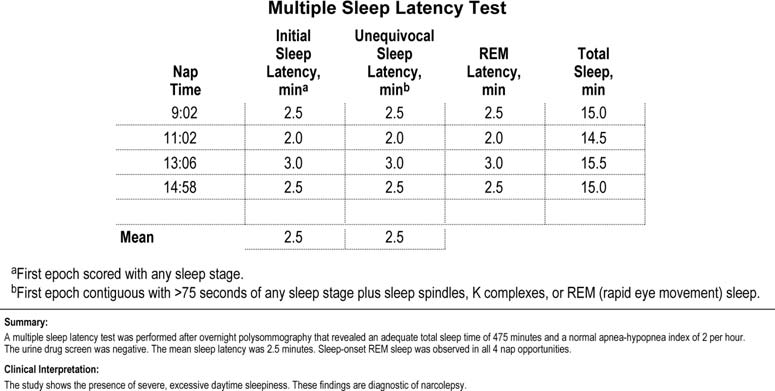 Multiple Sleep Latency Test
Nap Time Initial Sleep Latency, minᵃ Unequivocal Sleep Latency, minᵇ REM Latency, min Total Sleep, min
9:02 2.5 2.5 2.5 15.0
11:02 2.0 2.0 2.0 14.5
13:06 3.0 3.0 3.0 15.5
14:58 2.5 2.5 2.5 15.0
Mean 2.5 2.5
ᵃFirst epoch scored with any sleep stage.
ᵇFirst epoch contiguous with >75 seconds of any sleep stage plus sleep spindles, K complexes, or REM (rapid eye movement) sleep.
Summary:
A multiple sleep latency test was performed after overnight polysommography that revealed an adequate total sleep time of 475 minutes and a normal apnea-hypopnea index of 2 per hour.
The urine drug screen was negative. The mean sleep latency was 2.5 minutes. Sleep-onset REM sleep was observed in all 4 nap opportunities.
Clinical Interpretation:
The study shows the presence of severe, excessive daytime sleepiness. These findings are diagnostic of narcolepsy.